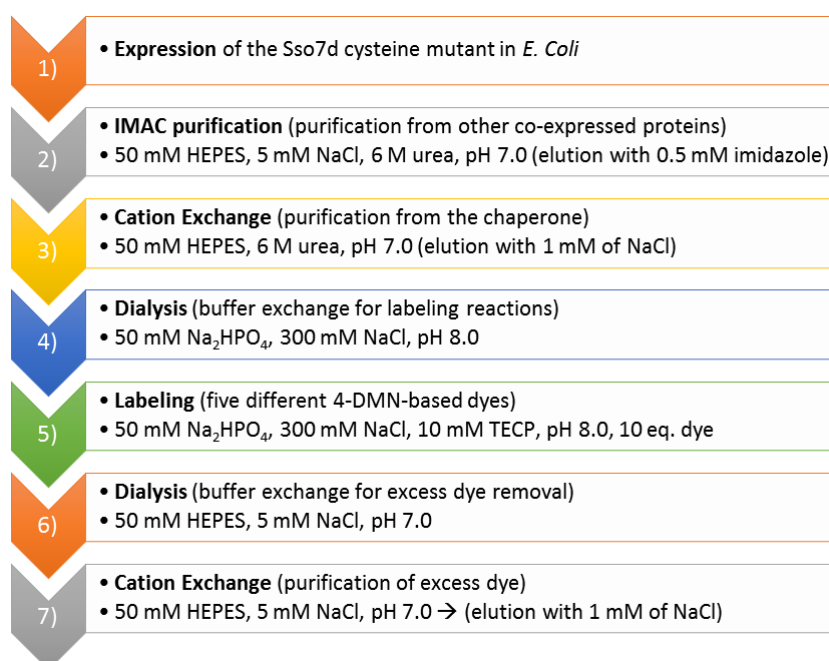 1)
• Expression of the Sso7d cysteine mutant in E. Coli
2)
• IMAC purification (purification from other co-expressed proteins)
• 50 mM HEPES, 5 mM NaCl, 6 M urea, pH 7.0 (elution with 0.5 mM imidazole)
3)
• Cation Exchange (purification from the chaperone)
• 50 mM HEPES, 6 M urea, pH 7.0 (elution with 1 mM of NaCl)
4)
• Dialysis (buffer exchange for labeling reactions)
• 50 mM Na₂HPO₄, 300 mM NaCl, pH 8.0
5)
• Labeling (five different 4-DMN-based dyes)
• 50 mM Na₂HPO₄, 300 mM NaCl, 10 mM TECP, pH 8.0, 10 eq. dye
6)
• Dialysis (buffer exchange for excess dye removal)
• 50 mM HEPES, 5 mM NaCl, pH 7.0
7)
• Cation Exchange (purification of excess dye)
• 50 mM HEPES, 5 mM NaCl, pH 7.0 → (elution with 1 mM of NaCl)